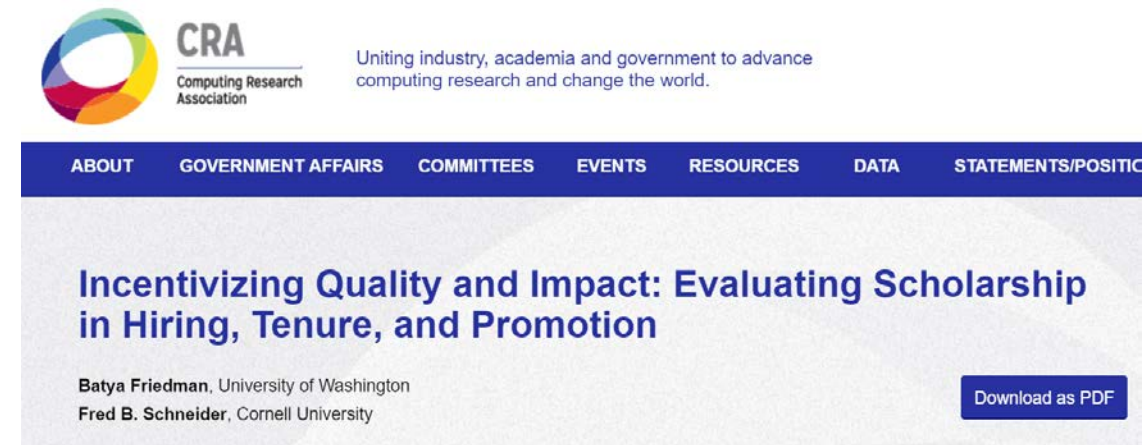 CRA
Computing Research
Association
Uniting industry, academia and government to advance
computing research and change the world.
ABOUT GOVERNMENT AFFAIRS COMMITTEES EVENTS RESOURCES DATA STATEMENTS/POSITIO
Incentivizing Quality and Impact: Evaluating Scholarship
in Hiring, Tenure, and Promotion
Batya Friedman, University of Washington
Fred B. Schneider, Cornell University
Download as PDF